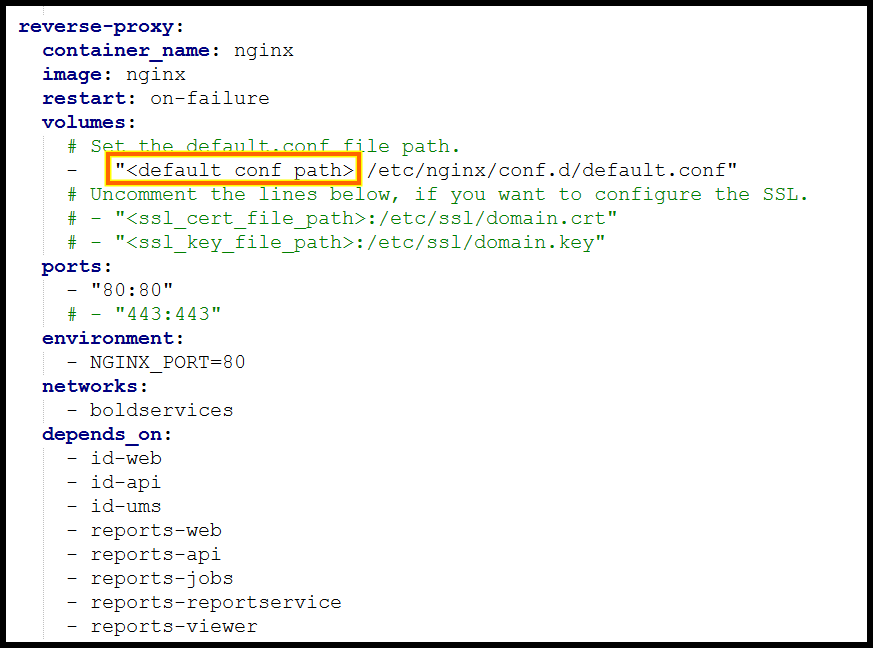 reverse-proxy:
  container_name: nginx
  image: nginx
  restart: on-failure
  volumes:
    # Set the default.conf file path.
    - "<default conf path> /etc/nginx/conf.d/default.conf"
    # Uncomment the lines below, if you want to configure the SSL.
    # - "<ssl_cert_file_path>:/etc/ssl/domain.crt"
    # - "<ssl_key_file_path>:/etc/ssl/domain.key"
  ports:
    - "80:80"
    # - "443:443"
  environment:
    - NGINX_PORT=80
  networks:
    - boldservices
  depends_on:
    - id-web
    - id-api
    - id-ums
    - reports-web
    - reports-api
    - reports-jobs
    - reports-reportservice
    - reports-viewer